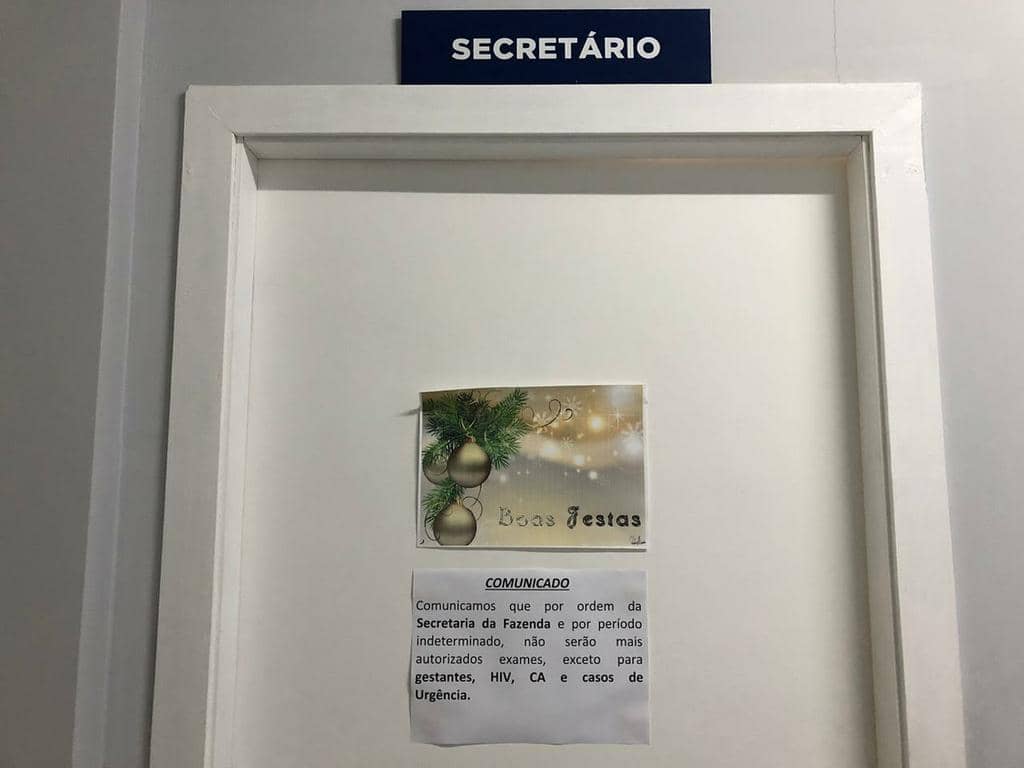 SECRETÁRIO
Boas Festas
COMUNICADO
Comunicamos que por ordem da
Secretaria da Fazenda e por período
indeterminado, não serão mais
autorizados exames, exceto para
gestantes, HIV, CA e casos de
Urgência.